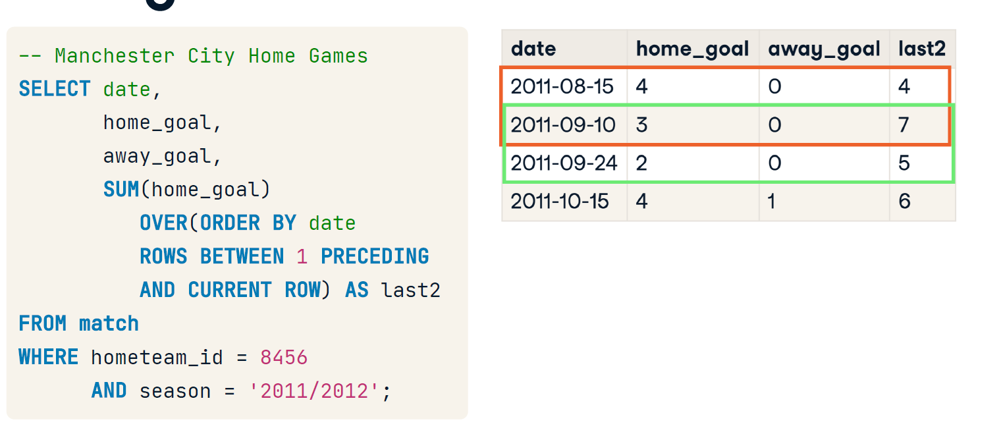 -- Manchester City Home Games
SELECT date,
home_goal,
away_goal,
SUM(home_goal)
OVER(ORDER BY date
ROWS BETWEEN 1 PRECEDING
AND CURRENT ROW) AS last2
FROM match
WHERE hometeam_id = 8456
AND season = '2011/2012';
date home_goal away_goal last2
2011-08-15 4 0 4
2011-09-10 3 0 7
2011-09-24 2 0 5
2011-10-15 4 1 6